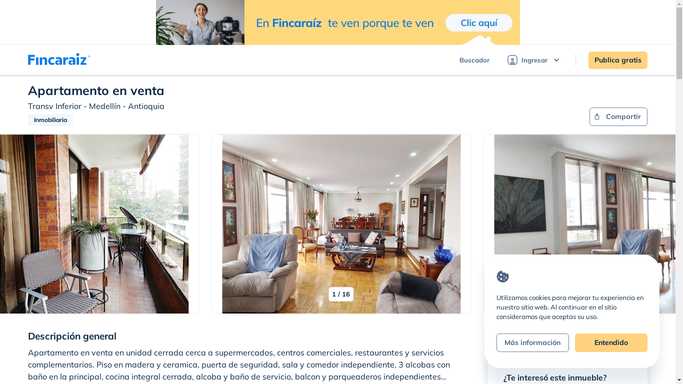 En Fincaraíz te ven porque te ven
Clic aquí
Fincaraíz
Buscador
Ingresar
Publica gratis
Apartamento en venta
Transv Inferior - Medellín - Antioquia
Inmobiliaria
Compartir
1 / 16
Utilizamos cookies para mejorar tu experiencia en
nuestro sitio web. Al continuar en el sitio
consideramos que aceptas su uso.
Más información
Entendido
Descripción general
Apartamento en venta en unidad cerrada cerca a supermercados, centros comerciales, restaurantes y servicios
complementarios. Piso en madera y ceramica, puerta de seguridad, sala y comedor independiente, 3 alcobas con
baño en la principal, cocina integral cerrada, alcoba y baño de servicio, balcon y parqueaderos independientes...
¿Te interesó este inmueble?